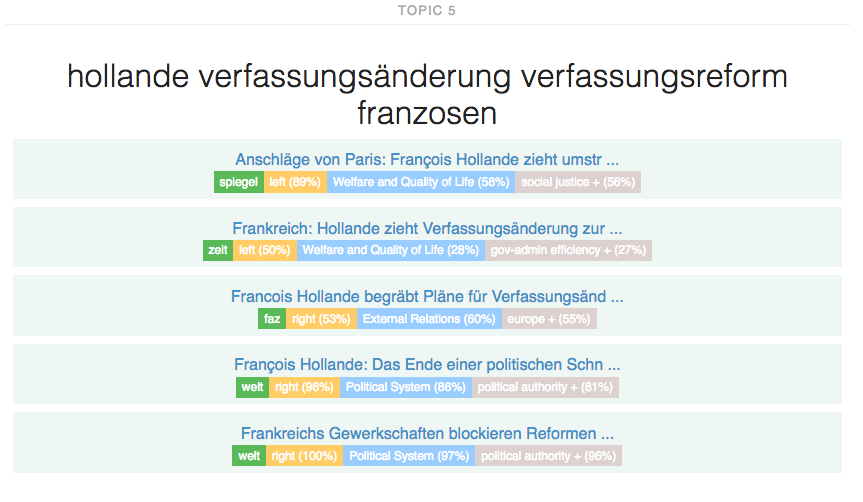 TOPIC 5
hollande verfassungsänderung verfassungsreform
franzosen
Anschläge von Paris: François Hollande zieht umstr ...
spiegel left (89%) Welfare and Quality of Life (58%) social justice + (56%)
Frankreich: Hollande zieht Verfassungsänderung zur ...
zeit left (50%) Welfare and Quality of Life (28%) gov-admin efficiency + (27%)
Francois Hollande begräbt Pläne für Verfassungsänd ...
faz right (53%) External Relations (60%) europe + (55%)
François Hollande: Das Ende einer politischen Schn ...
welt right (96%) Political System (86%) political authority + (81%)
Frankreichs Gewerkschaften blockieren Reformen ...
welt right (100%) Political System (97%) political authority + (96%)